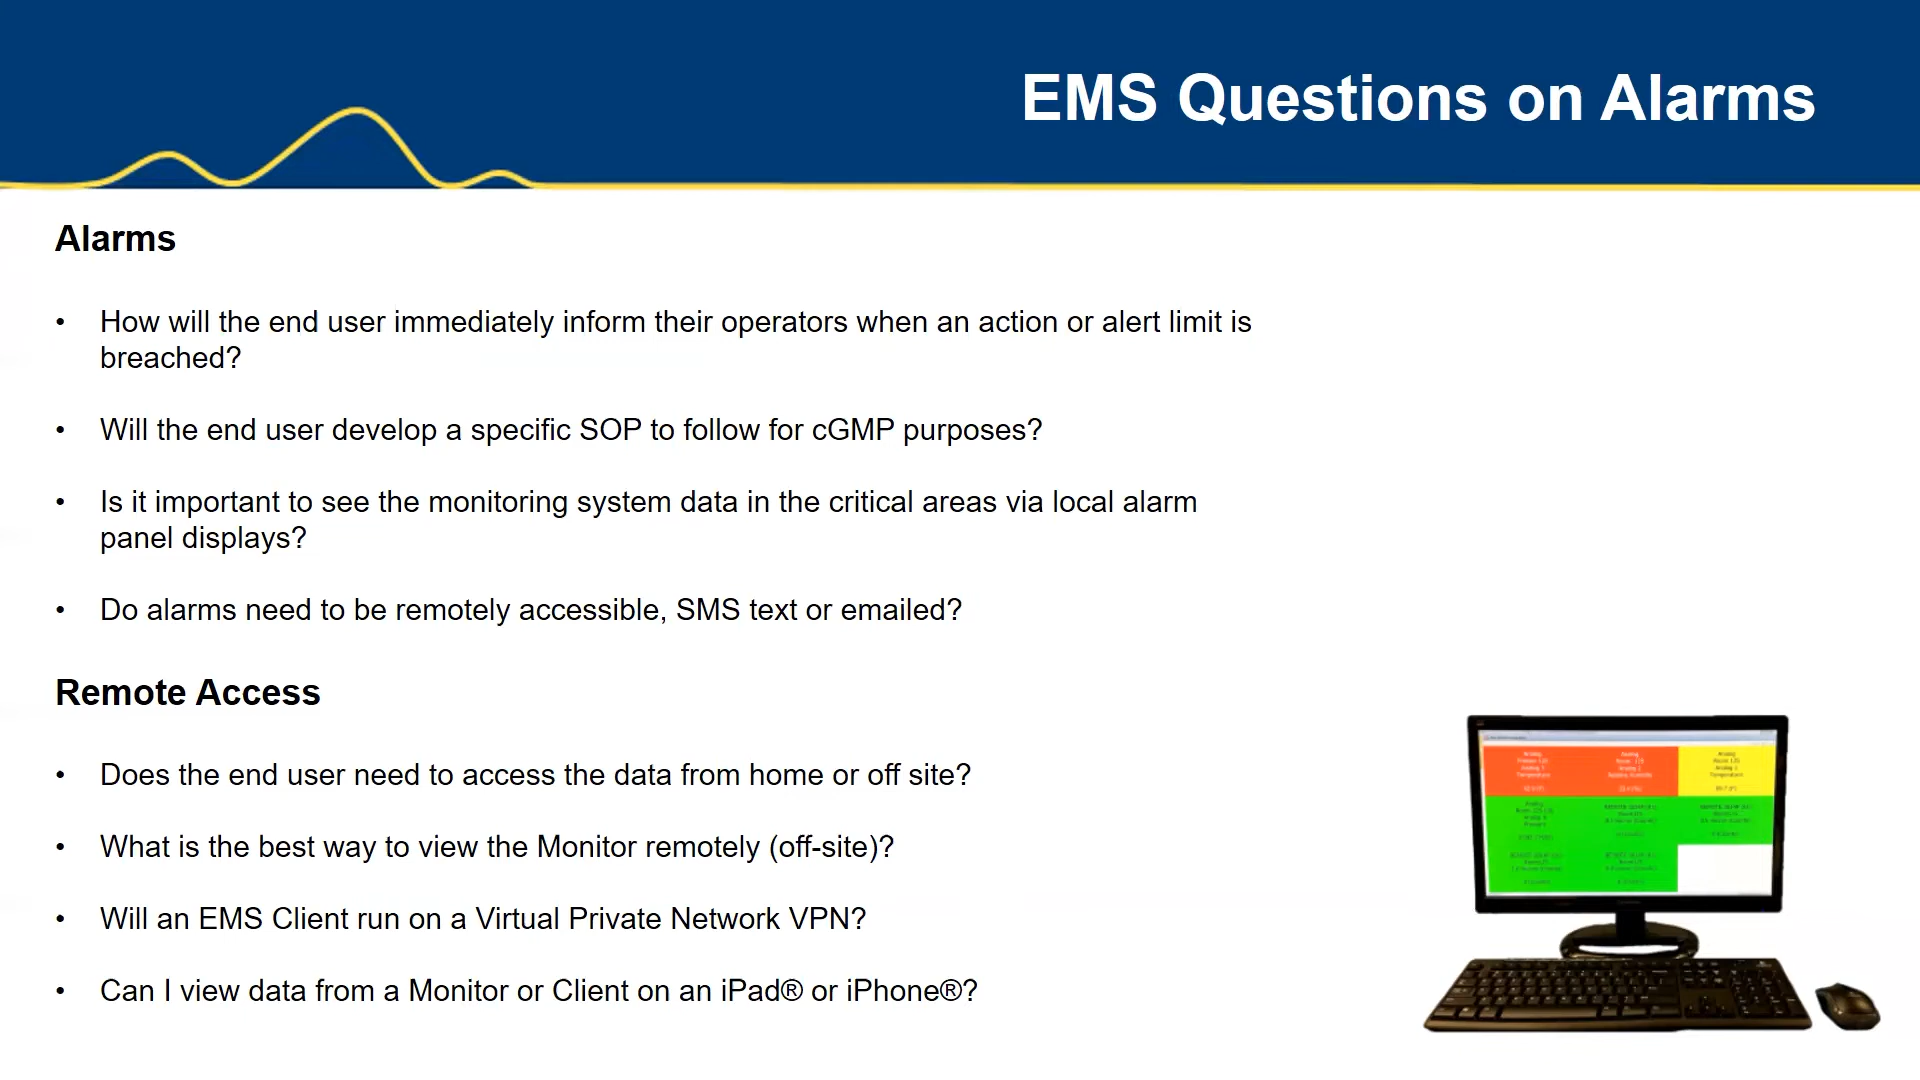 EMS Questions on Alarms
Alarms
• How will the end user immediately inform their operators when an action or alert limit is
breached?
• Will the end user develop a specific SOP to follow for cGMP purposes?
• Is it important to see the monitoring system data in the critical areas via local alarm
panel displays?
• Do alarms need to be remotely accessible, SMS text or emailed?
Remote Access
• Does the end user need to access the data from home or off site?
• What is the best way to view the Monitor remotely (off-site)?
• Will an EMS Client run on a Virtual Private Network VPN?
• Can I view data from a Monitor or Client on an iPad® or iPhone®?